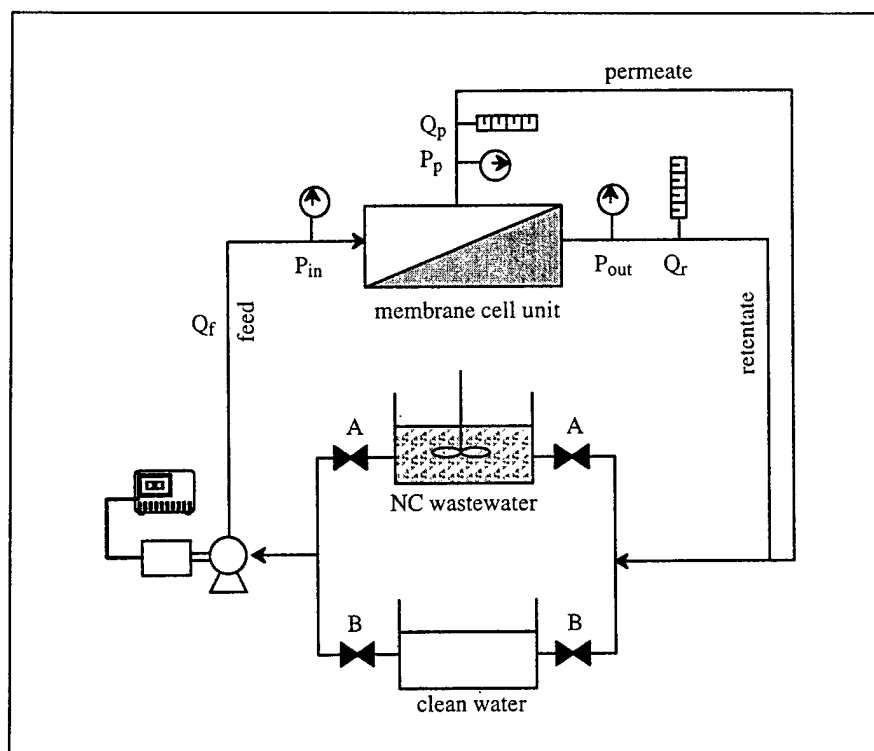 permeate
Qp
Pp
Pin
Pout
Qr
membrane cell unit
Qf
feed
retentate
A
A
NC wastewater
B
B
clean water